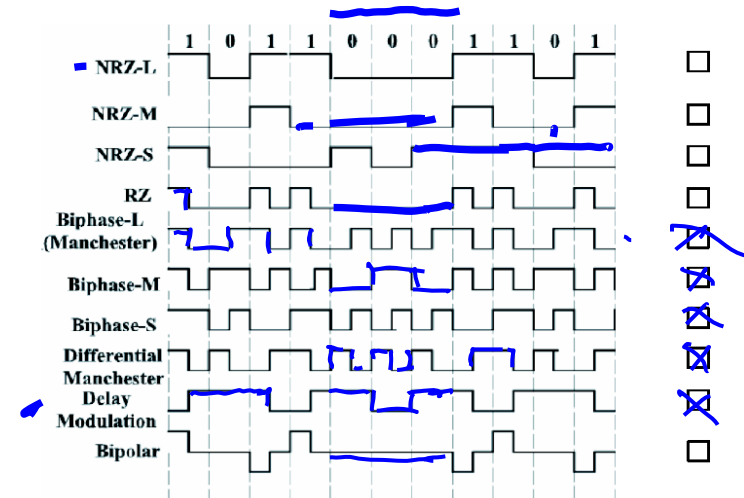 1 0 1 1 0 0 0 1 1 0 1
NRZ-L
NRZ-M
NRZ-S
RZ
Biphase-L
(Manchester)
Biphase-M
Biphase-S
Differential
Manchester
Delay
Modulation
Bipolar